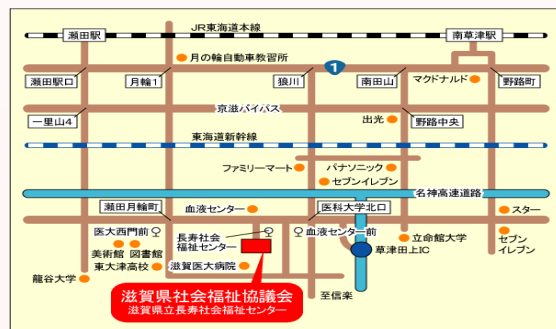 JR東海道本線
瀬田駅
南草津駅
月の輪自動車教習所
1
瀬田駅口
月輪1
狼川
南田山
マクドナルド
野路町
京滋バイパス
一里山4
出光
野路中央
東海道新幹線
ファミリーマート
パナソニック
セブンイレブン
名神高速道路
瀬田月輪町
血液センター
医科大学北口
スター
医大西門前
長寿社会
福祉センター
血液センター前
立命館大学
美術館
図書館
草津田上IC
セブン
イレブン
東大津高校
滋賀医大病院
龍谷大学
至信楽
滋賀県社会福祉協議会
滋賀県立長寿社会福祉センター